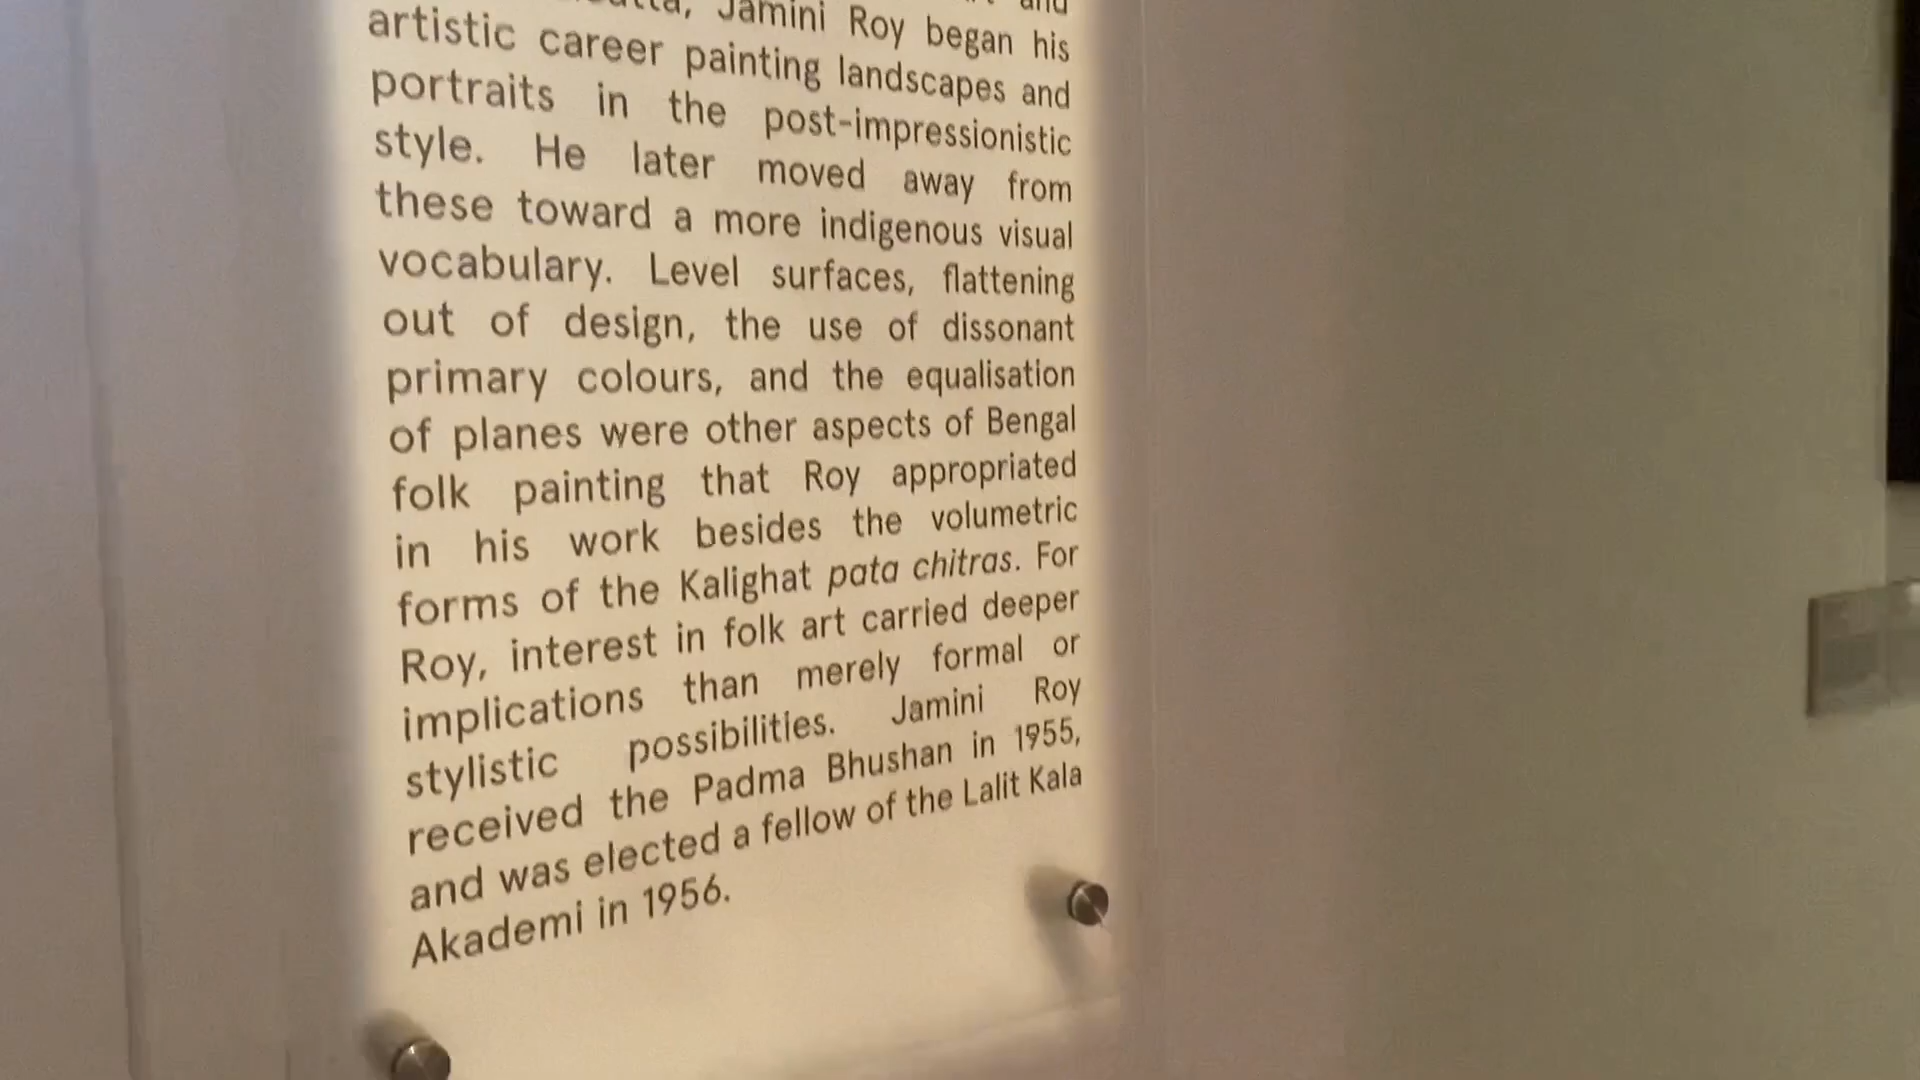 Jamini Roy began his
artistic career painting landscapes and
portraits in the post-impressionistic
style. He later moved away from
these toward a more indigenous visual
vocabulary. Level surfaces, flattening
out of design, the use of dissonant
primary colours, and the equalisation
of planes were other aspects of Bengal
folk painting that Roy appropriated
in his work besides the volumetric
forms of the Kalighat pata chitras. For
Roy, interest in folk art carried deeper
implications than merely formal or
stylistic possibilities. Jamini Roy
received the Padma Bhushan in 1955,
and was elected a fellow of the Lalit Kala
Akademi in 1956.